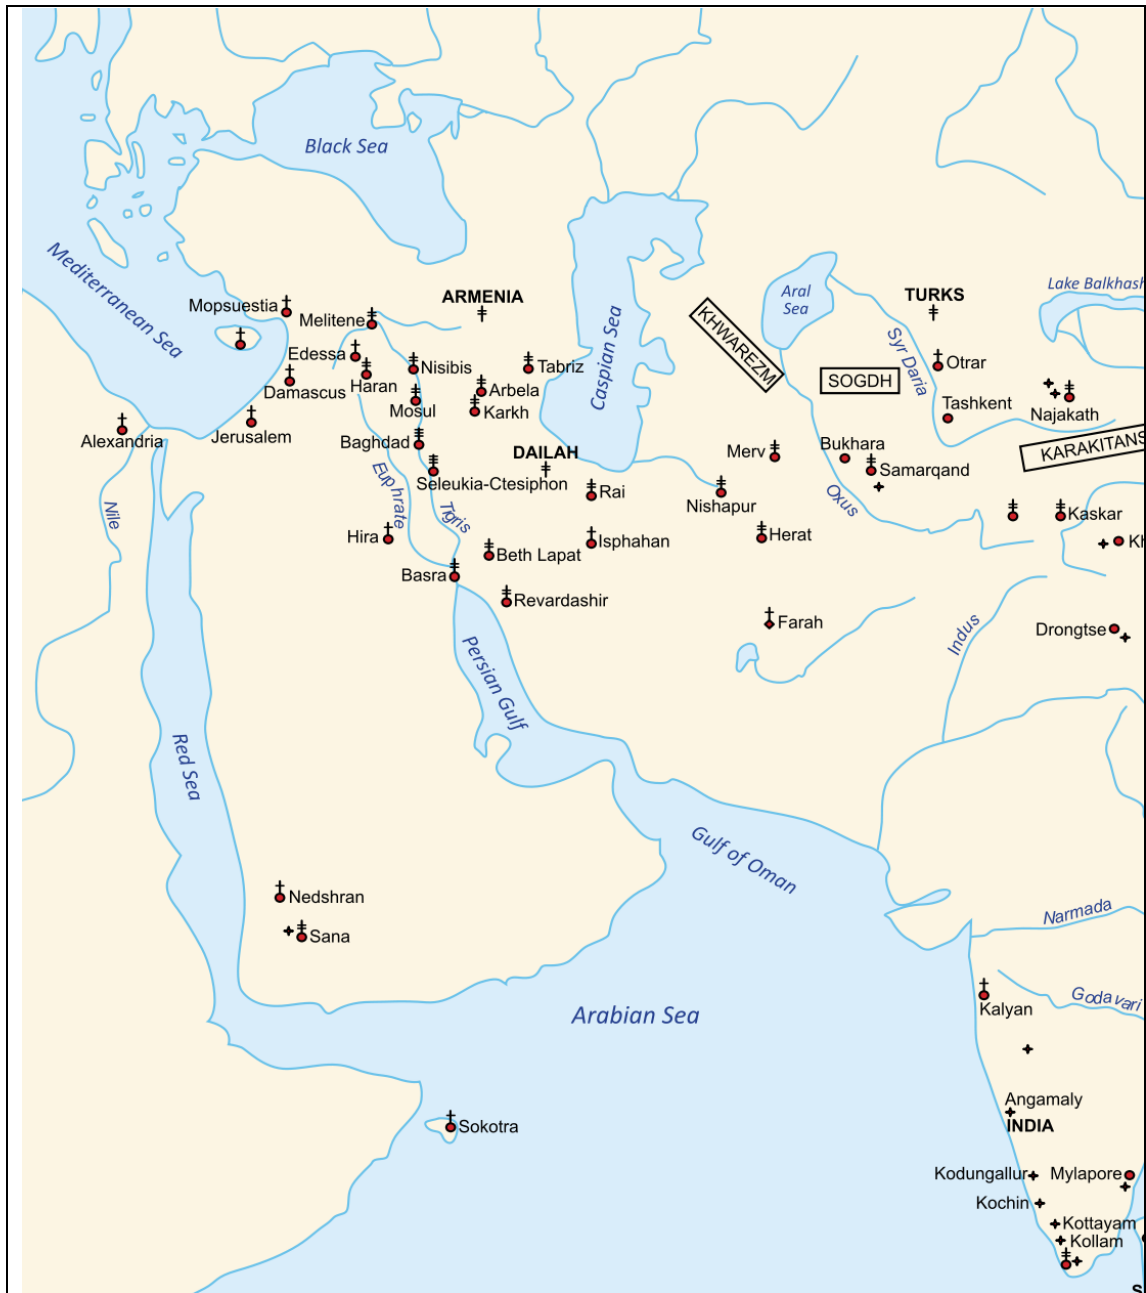 Black Sea
Mediterranean Sea
Mopsuestia
Melitene
ARMENIA
Caspian Sea
KHWAREZM
Aral
Sea
TURKS
Lake Balkhash
Syr Daria
SOGDH
Otrar
Edessa
Haran
Nisibis
Tabriz
Damascus
Arbela
Mosul
Karkh
Najakath
Tashkent
Alexandria
Jerusalem
Baghdad
DAILAH
Merv
Bukhara
Samarqand
KARAKITANS
Seleukia-Ctesiphon
Rai
Nishapur
Oxus
Nile
Euphrate
Tigris
Kaskar
Hira
Isphahan
Herat
Kh
Beth Lapat
Basra
Revardashir
Farah
Indus
Drongtse
Persian Gulf
Red Sea
Gulf of Oman
Nedshran
Sana
Narmada
Godavari
Kalyan
Arabian Sea
Angamaly
INDIA
Sokotra
Kodungallur
Mylapore
Kochin
Kottayam
Kollam
S